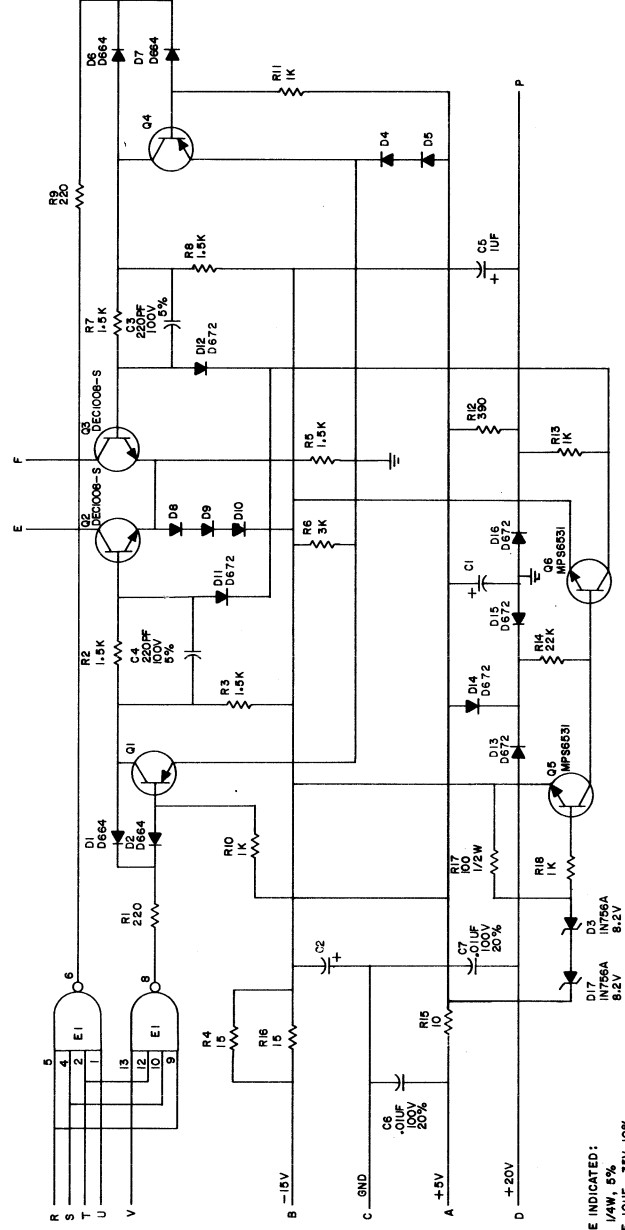 R
S
T
U
V
5
4
2
1
13
12
10
9
E1
6
E1
8
R1
220
D1
D664
D2
D664
Q1
R10
1K
R2
1.5K
C4
220PF
100V
5%
R3
1.5K
D11
D672
E
F
Q2
DEC1008-S
Q3
DEC1008-S
D8
D9
D10
R6
3K
R5
1.5K
R7
1.5K
C3
220PF
100V
5%
D12
D672
R8
1.5K
R9
220
Q4
D6
D664
D7
D664
R11
1K
D4
D5
-15V
B
R4
15
R16
15
C2
+
GND
C
C6
.01UF
100V
20%
C7
.01UF
100V
20%
+5V
A
R15
10
+20V
D
R17
100
1/2W
R18
1K
D17
IN756A
8.2V
D3
IN756A
8.2V
Q5
MPS6531
D13
D672
D14
D672
R14
22K
D15
D672
C1
+
D16
D672
Q6
MPS6531
R12
390
R13
1K
C5
1UF
+
P
E INDICATED:
1/4W, 5%